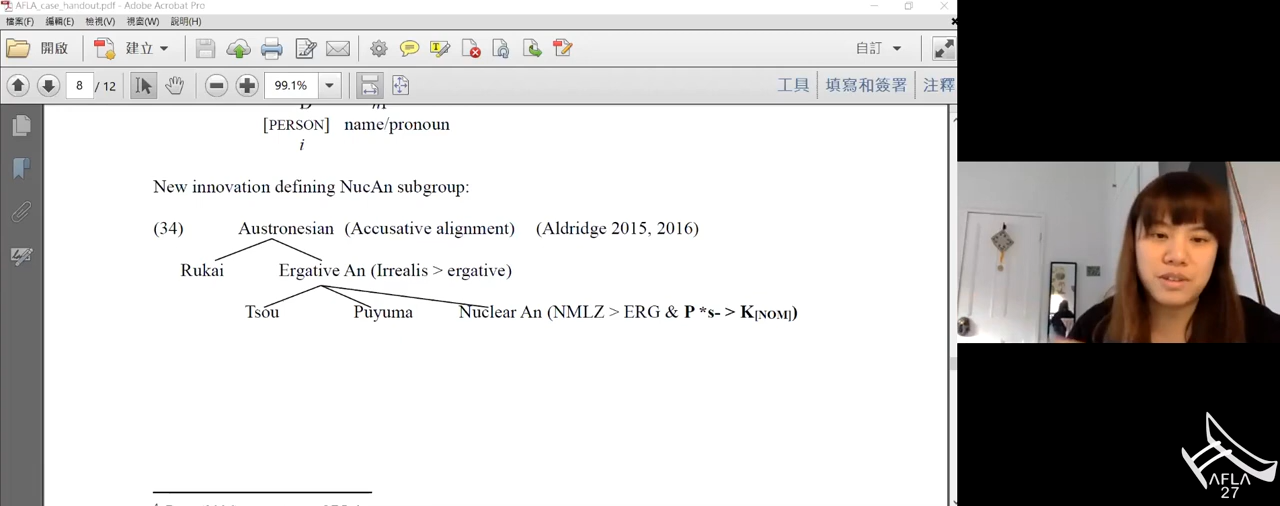 AFLA_case_handout.pdf - Adobe Acrobat Pro
檔案(F) 編輯(E) 檢視(V) 視窗(W) 說明(H)
開啟 建立 自訂
8 / 12 99.1% 工具 填寫和簽署 注釋
[PERSON] name/pronoun
i
New innovation defining NucAn subgroup:
(34) Austronesian (Accusative alignment) (Aldridge 2015, 2016)
Rukai Ergative An (Irrealis > ergative)
Tsou Puyuma Nuclear An (NMLZ > ERG & P *s- > K[NOM])
AFLA
27